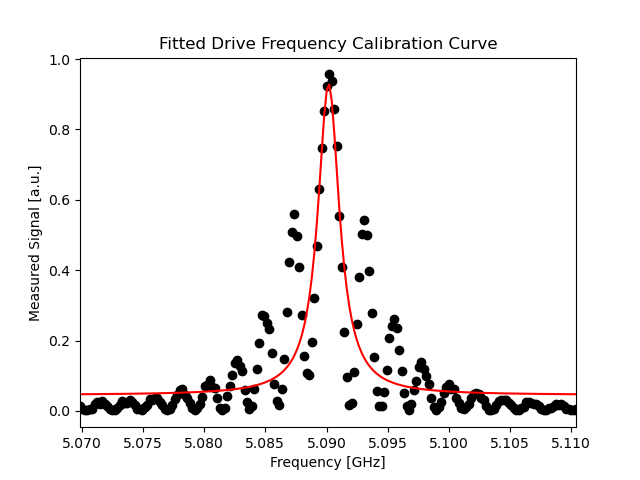 Fitted Drive Frequency Calibration Curve
1.0
0.8
0.6
0.4
0.2
0.0
Measured Signal [a.u.]
5.070 5.075 5.080 5.085 5.090 5.095 5.100 5.105 5.110
Frequency [GHz]